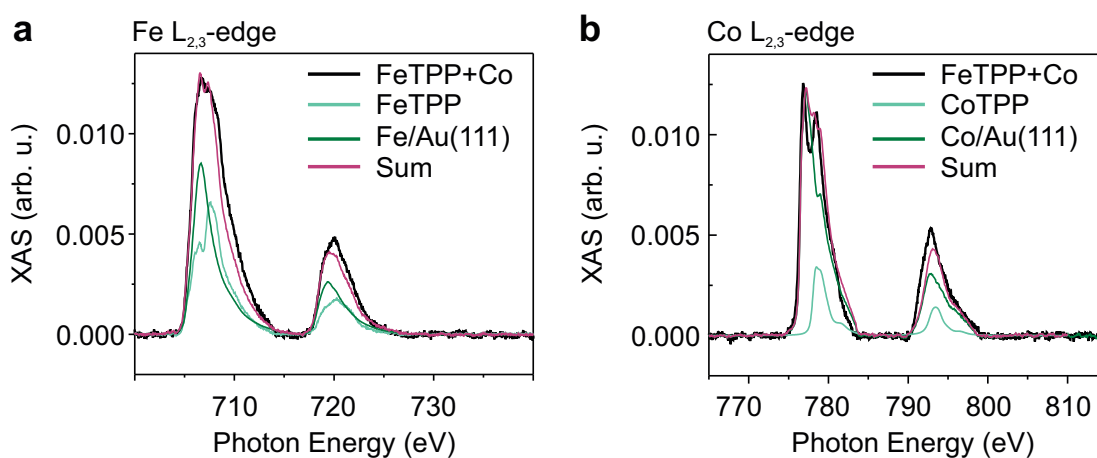 a Fe L2,3-edge
FeTPP+Co
FeTPP
Fe/Au(111)
Sum
0.010
0.005
0.000
XAS (arb. u.)
710 720 730
Photon Energy (eV)
b Co L2,3-edge
FeTPP+Co
CoTPP
Co/Au(111)
Sum
0.010
0.005
0.000
XAS (arb. u.)
770 780 790 800 810
Photon Energy (eV)